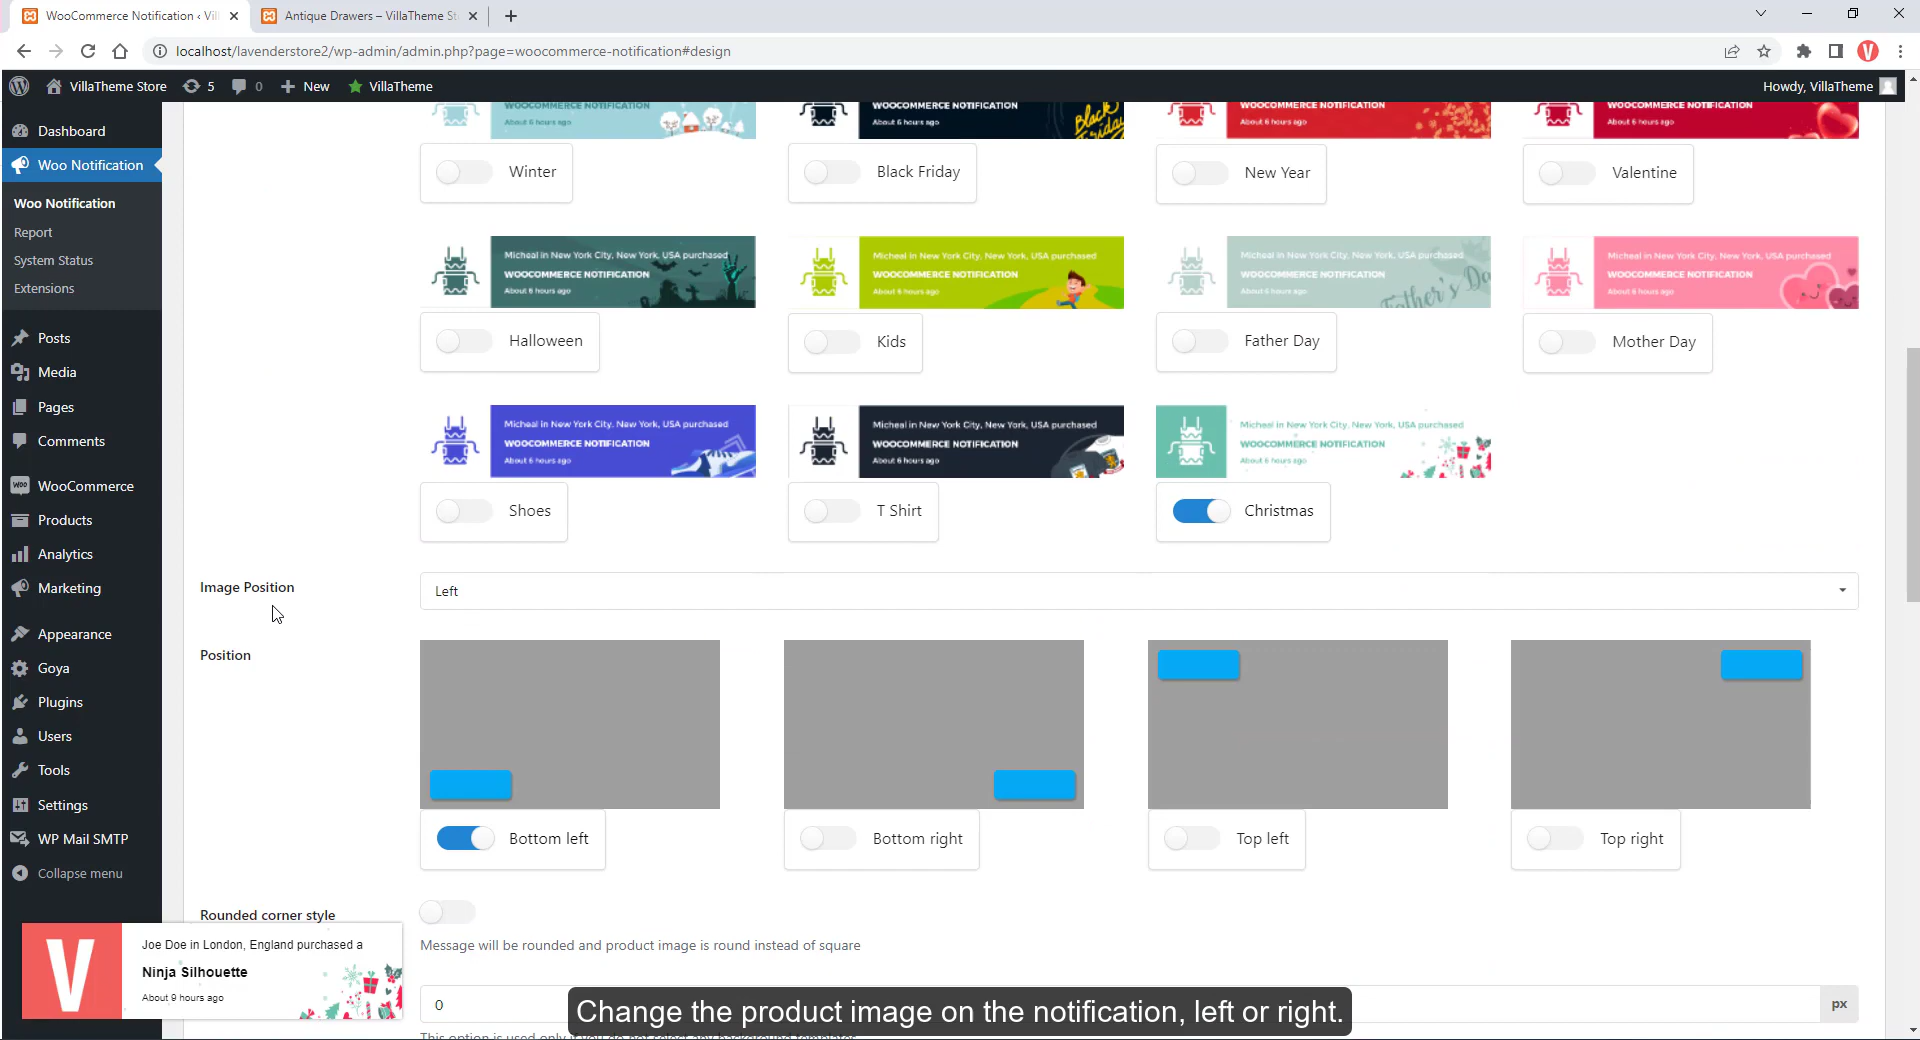 WooCommerce Notification ‹ Vill
Antique Drawers – VillaTheme St
localhost/lavenderstore2/wp-admin/admin.php?page=woocommerce-notification#design
VillaTheme Store
5
0
New
VillaTheme
Howdy, VillaTheme
Dashboard
Woo Notification
Woo Notification
Report
System Status
Extensions
Posts
Media
Pages
Comments
WooCommerce
Products
Analytics
Marketing
Appearance
Goya
Plugins
Users
Tools
Settings
WP Mail SMTP
Collapse menu
WOOCOMMERCE NOTIFICATION
About 6 hours ago
Winter
WOOCOMMERCE NOTIFICATION
About 6 hours ago
Black Friday
Black Friday
WOOCOMMERCE NOTIFICATION
About 6 hours ago
New Year
WOOCOMMERCE NOTIFICATION
About 6 hours ago
Valentine
Micheal in New York City, New York, USA purchased
WOOCOMMERCE NOTIFICATION
About 6 hours ago
Halloween
Micheal in New York City, New York, USA purchased
WOOCOMMERCE NOTIFICATION
About 6 hours ago
Kids
Micheal in New York City, New York, USA purchased
WOOCOMMERCE NOTIFICATION
About 6 hours ago
Father's Da
Father Day
Micheal in New York City, New York, USA purchased
WOOCOMMERCE NOTIFICATION
About 6 hours ago
Mother Day
Micheal in New York City, New York, USA purchased
WOOCOMMERCE NOTIFICATION
About 6 hours ago
Shoes
Micheal in New York City, New York, USA purchased
WOOCOMMERCE NOTIFICATION
About 6 hours ago
T Shirt
Micheal in New York City, New York, USA purchased
WOOCOMMERCE NOTIFICATION
About 6 hours ago
Christmas
Image Position
Left
Position
Bottom left
Bottom right
Top left
Top right
Rounded corner style
Message will be rounded and product image is round instead of square
0
px
This option is used only if you do not select any background templates
V
Joe Doe in London, England purchased a
Ninja Silhouette
About 9 hours ago
Change the product image on the notification, left or right.